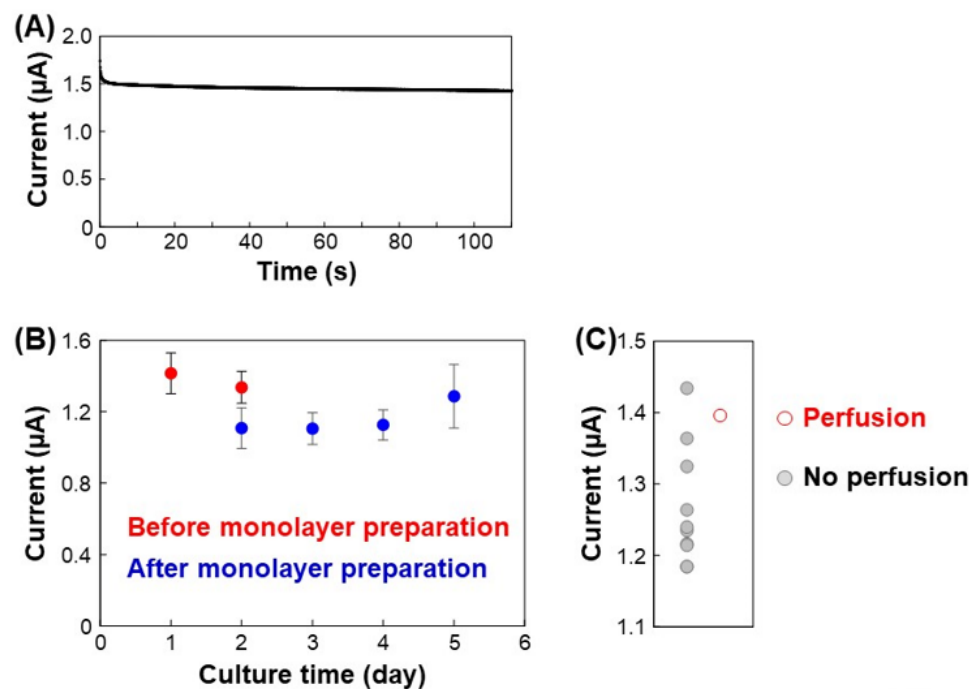 (A)
2.0
1.5
1.0
0.5
0
Current (µA)
0 20 40 60 80 100
Time (s)
(B)
1.6
1.2
0.8
0.4
0
Current (µA)
Before monolayer preparation
After monolayer preparation
0 1 2 3 4 5 6
Culture time (day)
(C)
1.5
1.4
1.3
1.2
1.1
Current (µA)
Perfusion
No perfusion